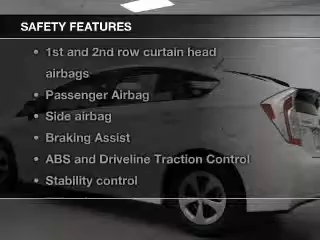 SAFETY FEATURES
• 1st and 2nd row curtain head
airbags
• Passenger Airbag
• Side airbag
• Braking Assist
• ABS and Driveline Traction Control
• Stability control